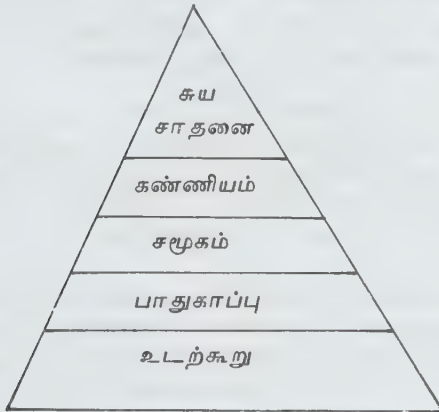 சுய
சாதனை
கண்ணியம்
சமூகம்
பாதுகாப்பு
உடற்கூறு